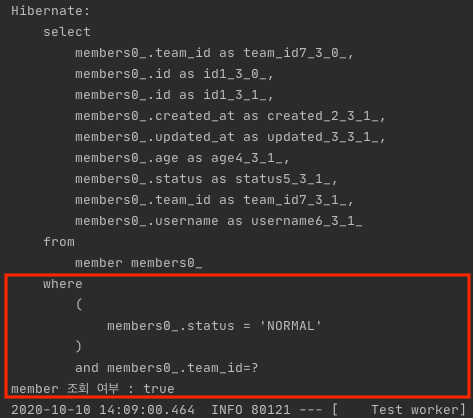 Hibernate:
    select
        members0_.team_id as team_id7_3_0_,
        members0_.id as id1_3_0_,
        members0_.id as id1_3_1_,
        members0_.created_at as created_2_3_1_,
        members0_.updated_at as updated_3_3_1_,
        members0_.age as age4_3_1_,
        members0_.status as status5_3_1_,
        members0_.team_id as team_id7_3_1_,
        members0_.username as username6_3_1_
    from
        member members0_
    where
        (
            members0_.status = 'NORMAL'
        )
        and members0_.team_id=?
member 조회 여부 : true
2020-10-10 14:09:00.464  INFO 80121 --- [    Test worker]